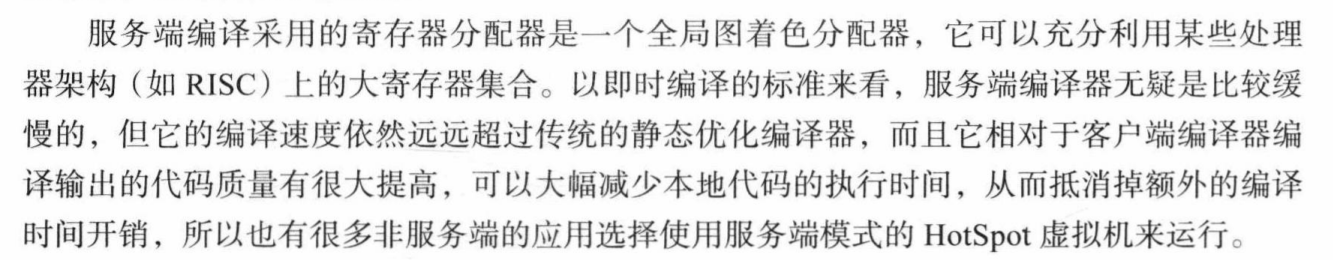 服务端编译采用的寄存器分配器是一个全局图着色分配器，它可以充分利用某些处理
器架构（如 RISC）上的大寄存器集合。以即时编译的标准来看，服务端编译器无疑是比较缓
慢的，但它的编译速度依然远远超过传统的静态优化编译器，而且它相对于客户端编译器编
译输出的代码质量有很大提高，可以大幅减少本地代码的执行时间，从而抵消掉额外的编译
时间开销，所以也有很多非服务端的应用选择使用服务端模式的 HotSpot 虚拟机来运行。